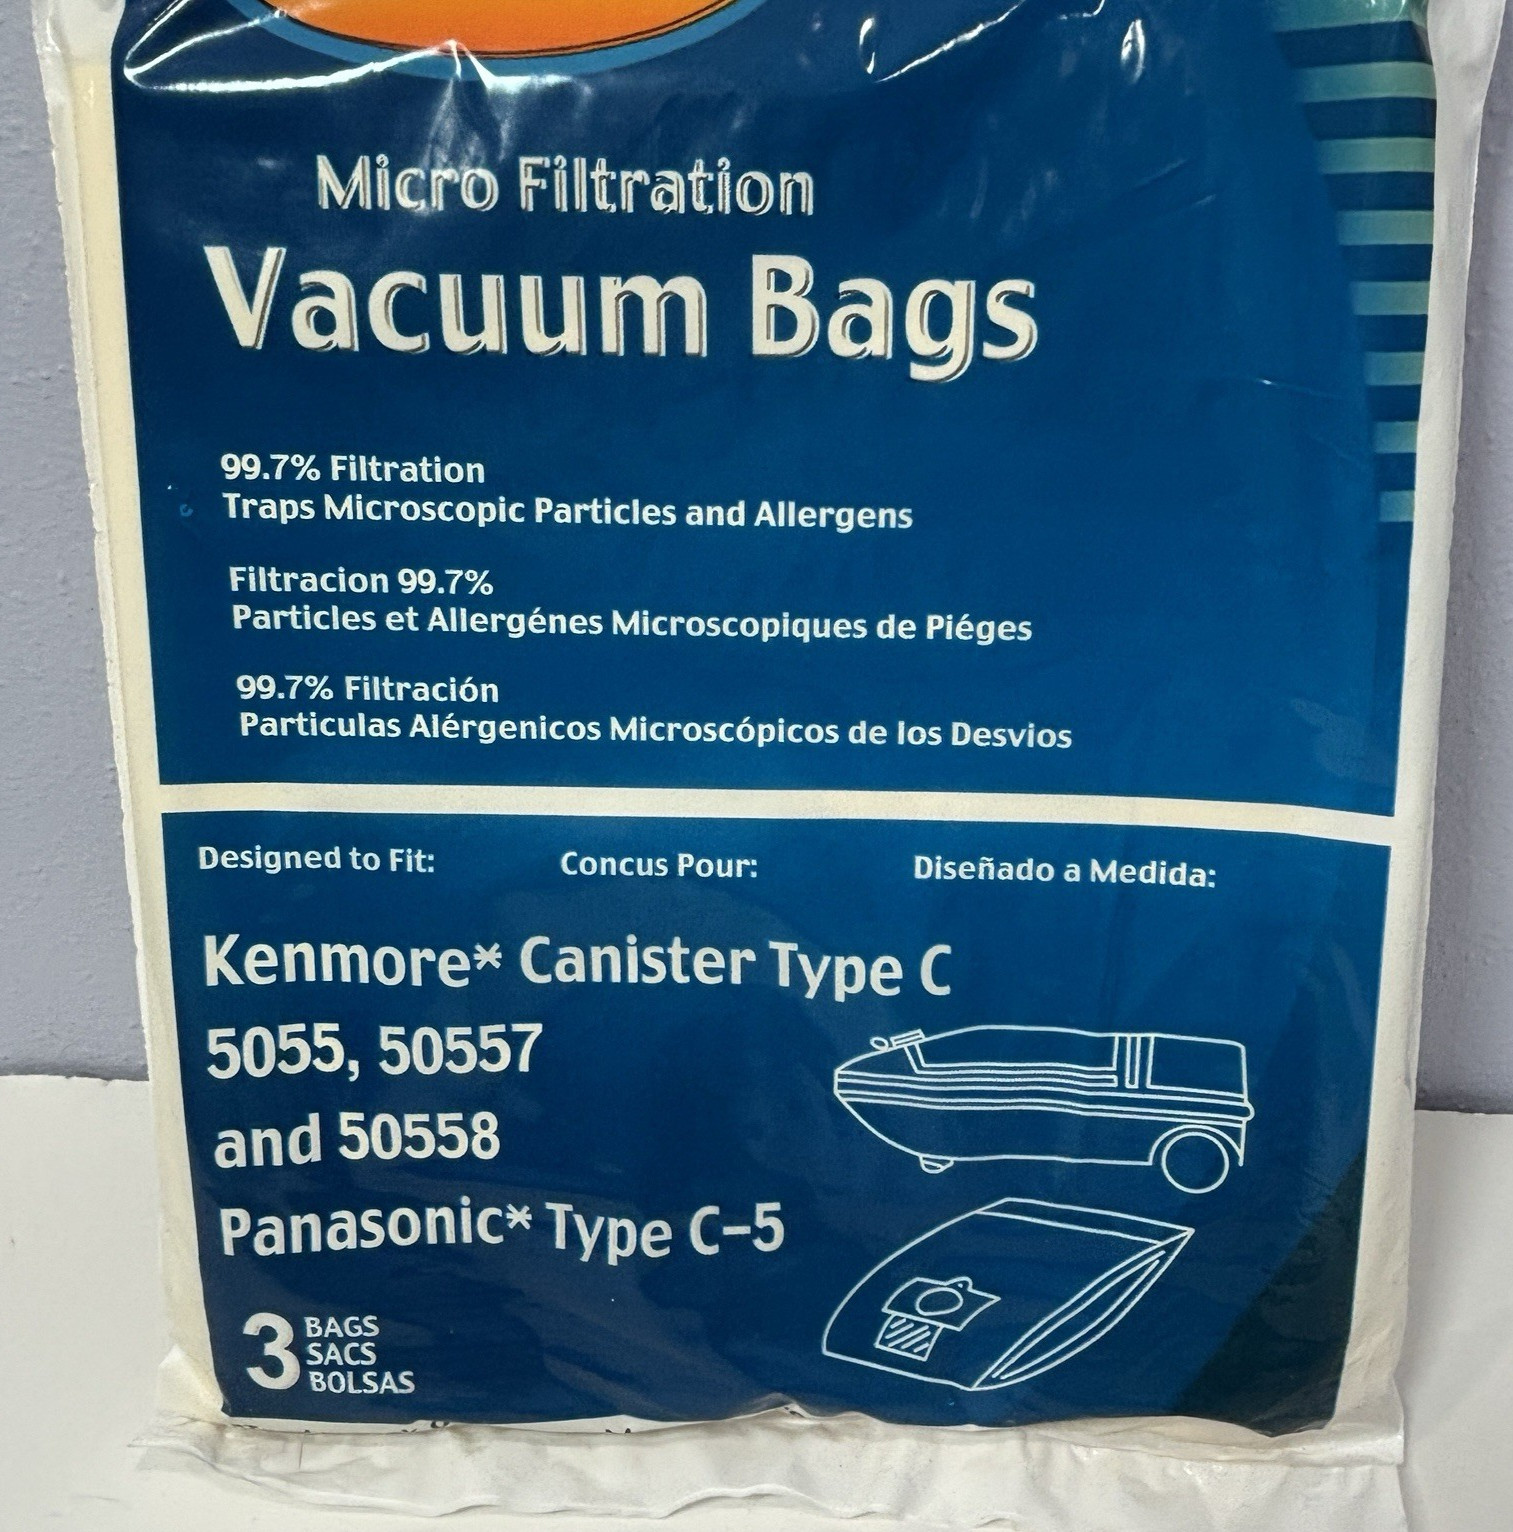 Micro Filtration
Vacuum Bags
99.7% Filtration
Traps Microscopic Particles and Allergens
Filtracion 99.7%
Particles et Allergénes Microscopiques de Piéges
99.7% Filtración
Particulas Alérgenicos Microscópicos de los Desvios
Designed to Fit: Concus Pour: Diseñado a Medida:
Kenmore* Canister Type C
5055, 50557
and 50558
Panasonic* Type C-5
3 BAGS
SACS
BOLSAS